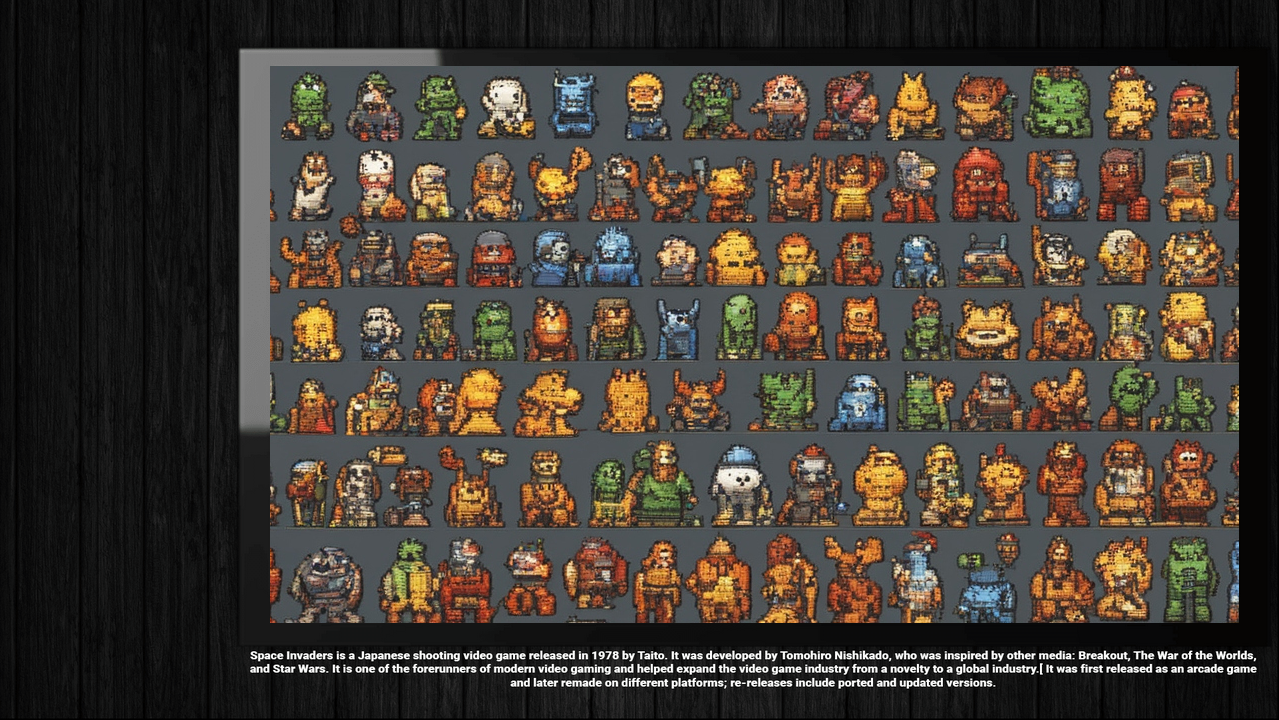 Space Invaders is a Japanese shooting video game released in 1978 by Taito. It was developed by Tomohiro Nishikado, who was inspired by other media: Breakout, The War of the Worlds,
and Star Wars. It is one of the forerunners of modern video gaming and helped expand the video game industry from a novelty to a global industry.[ It was first released as an arcade game
and later remade on different platforms; re-releases include ported and updated versions.